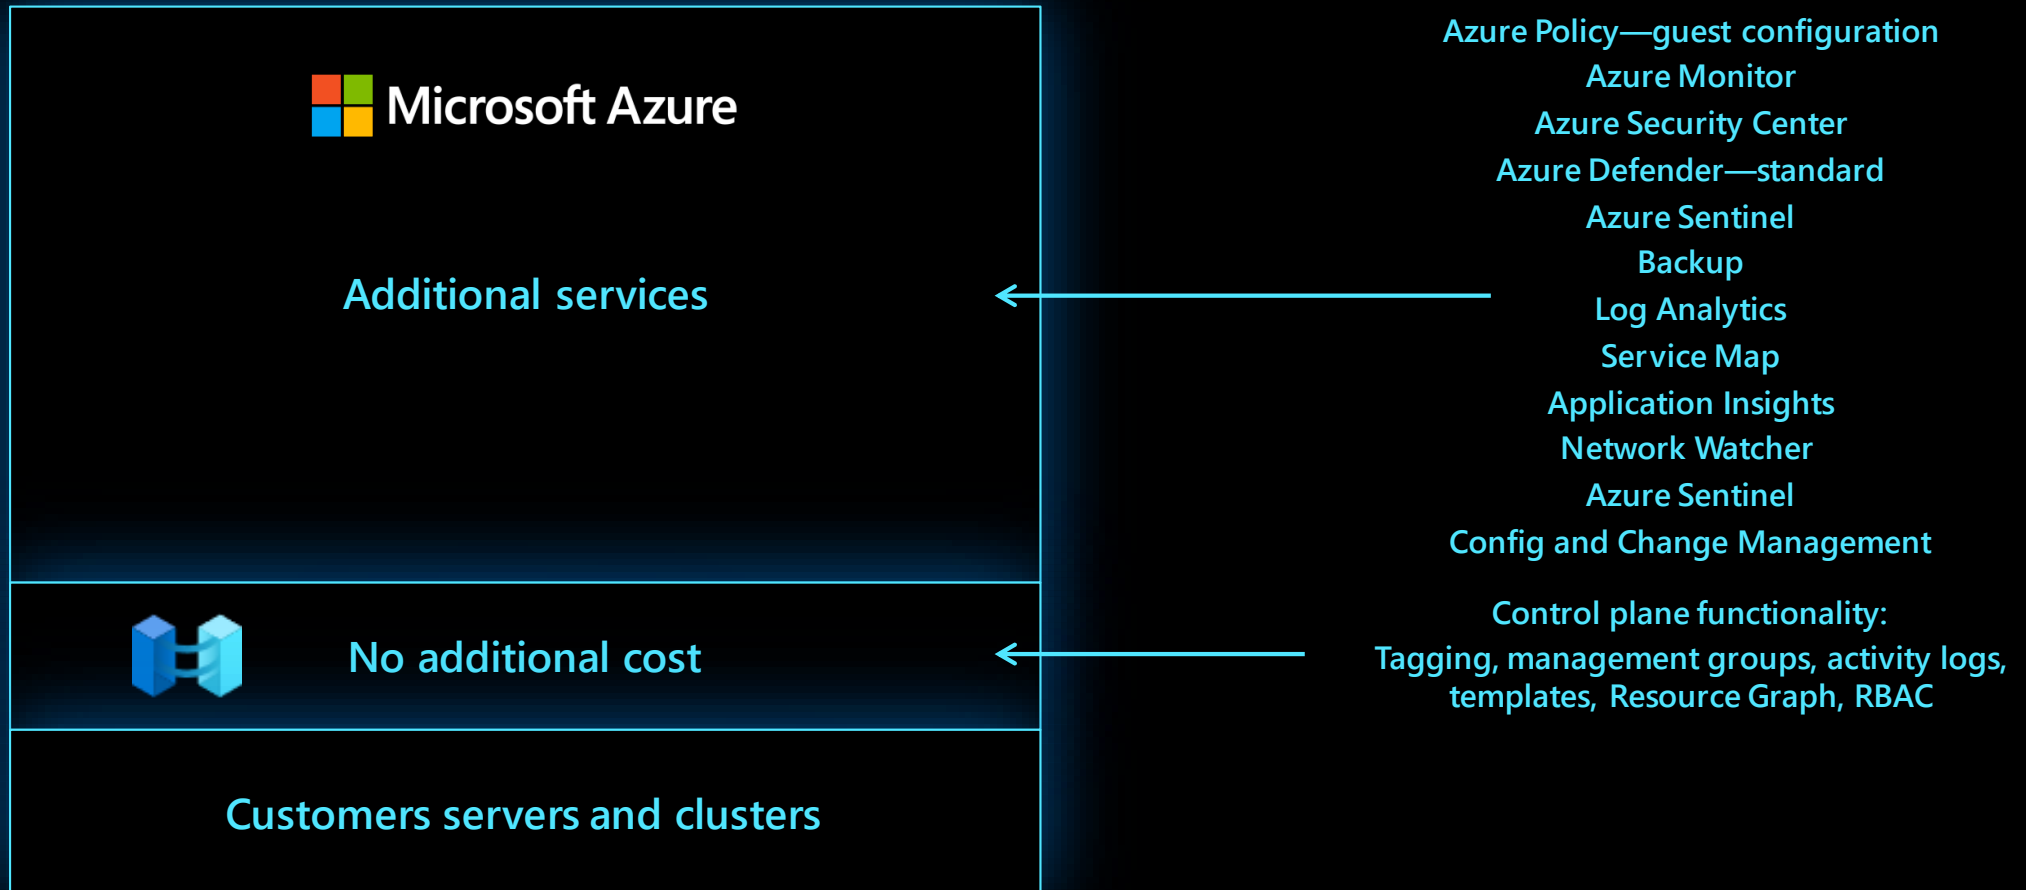 Microsoft Azure
Additional services
No additional cost
Customers servers and clusters
Azure Policy—guest configuration
Azure Monitor
Azure Security Center
Azure Defender—standard
Azure Sentinel
Backup
Log Analytics
Service Map
Application Insights
Network Watcher
Azure Sentinel
Config and Change Management
Control plane functionality:
Tagging, management groups, activity logs,
templates, Resource Graph, RBAC